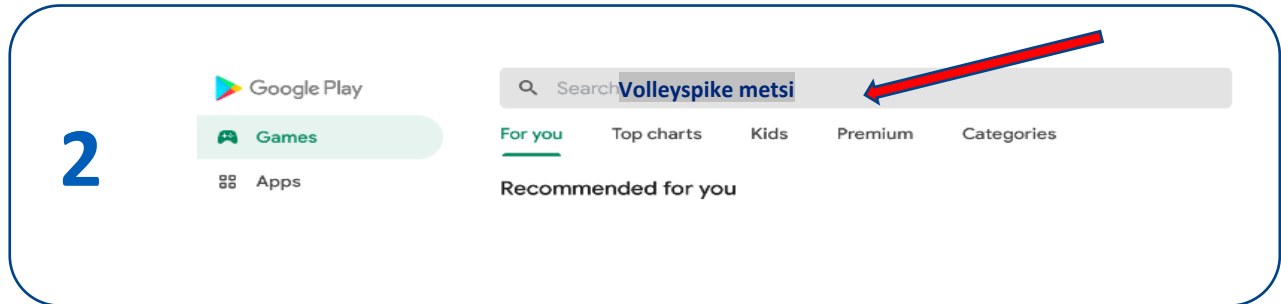 2
Google Play
Search Volleyspike metsi
Games
For you Top charts Kids Premium Categories
Apps
Recommended for you